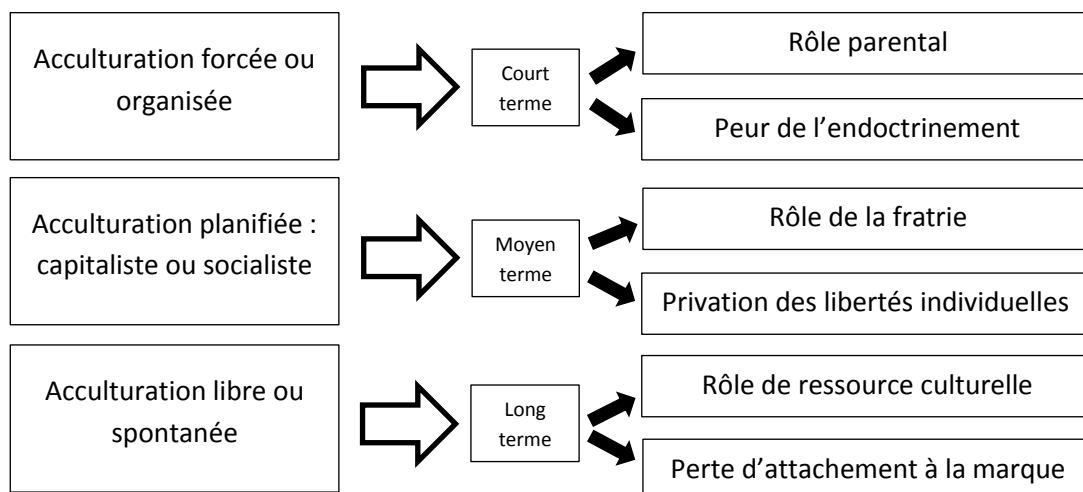 Acculturation forcée ou
organisée
Court
terme
Rôle parental
Peur de l’endoctrinement
Acculturation planifiée :
capitaliste ou socialiste
Moyen
terme
Rôle de la fratrie
Privation des libertés individuelles
Acculturation libre ou
spontanée
Long
terme
Rôle de ressource culturelle
Perte d’attachement à la marque